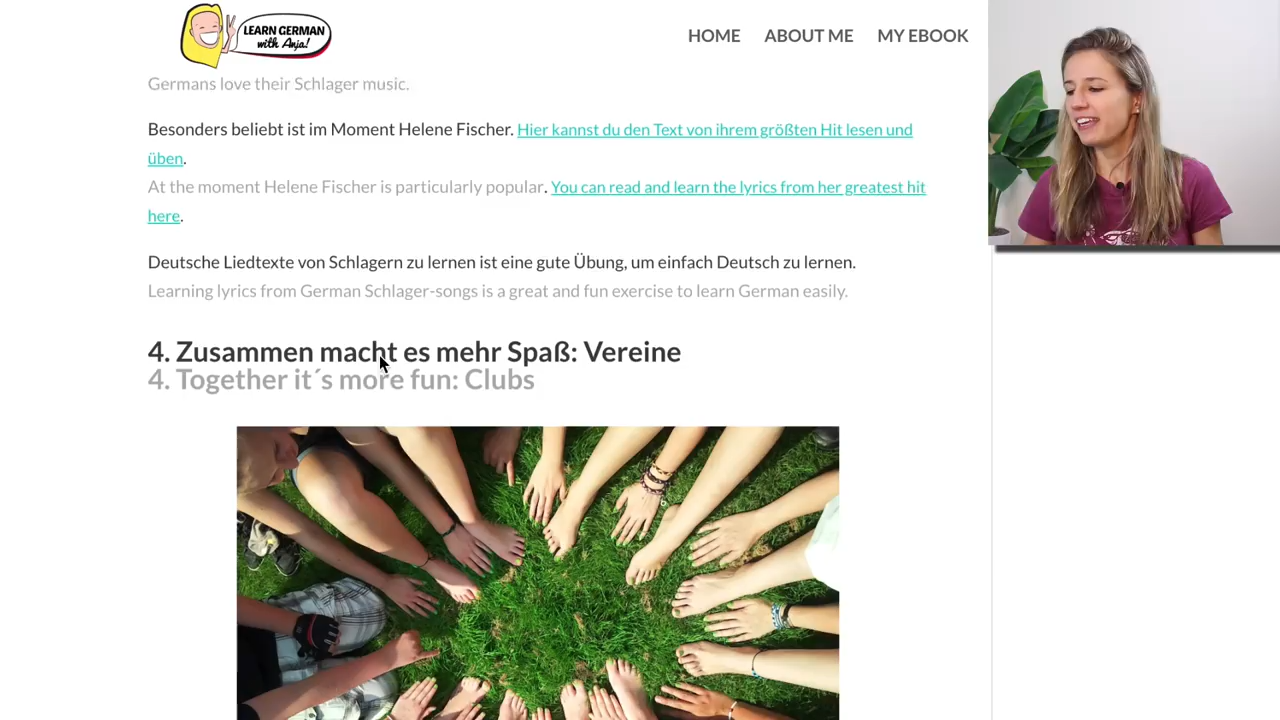 LEARN GERMAN
with Anja!
HOME ABOUT ME MY EBOOK
Germans love their Schlager music.
Besonders beliebt ist im Moment Helene Fischer. Hier kannst du den Text von ihrem größten Hit lesen und
üben.
At the moment Helene Fischer is particularly popular. You can read and learn the lyrics from her greatest hit
here.
Deutsche Liedtexte von Schlagern zu lernen ist eine gute Übung, um einfach Deutsch zu lernen.
Learning lyrics from German Schlager-songs is a great and fun exercise to learn German easily.
4. Zusammen macht es mehr Spaß: Vereine
4. Together it´s more fun: Clubs